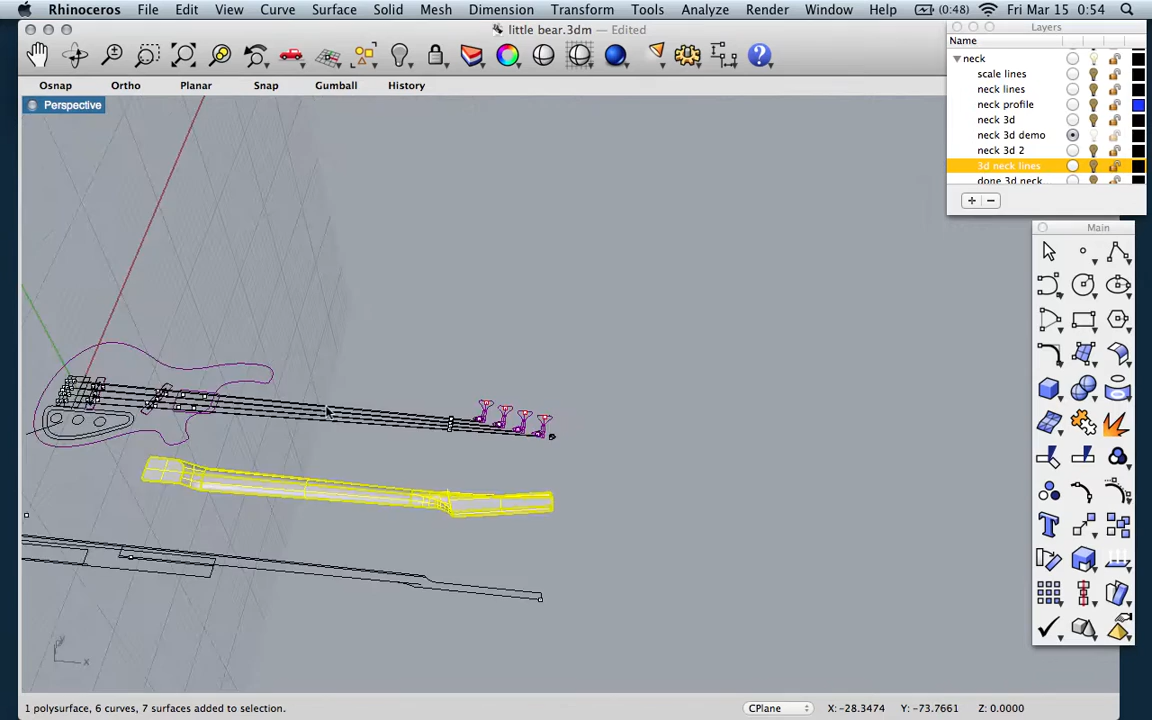 Rhinoceros File Edit View Curve Surface Solid Mesh Dimension Transform Tools Analyze Render Window Help (0:48) Fri Mar 15 0:54
little bear.3dm — Edited
Layers
Name
Osnap Ortho Planar Snap Gumball History
Perspective
neck
scale lines
neck lines
neck profile
neck 3d
neck 3d demo
neck 3d 2
3d neck lines
done 3d neck
Main
y
x
1 polysurface, 6 curves, 7 surfaces added to selection. CPlane X: -28.3474 Y: -73.7661 Z: 0.0000